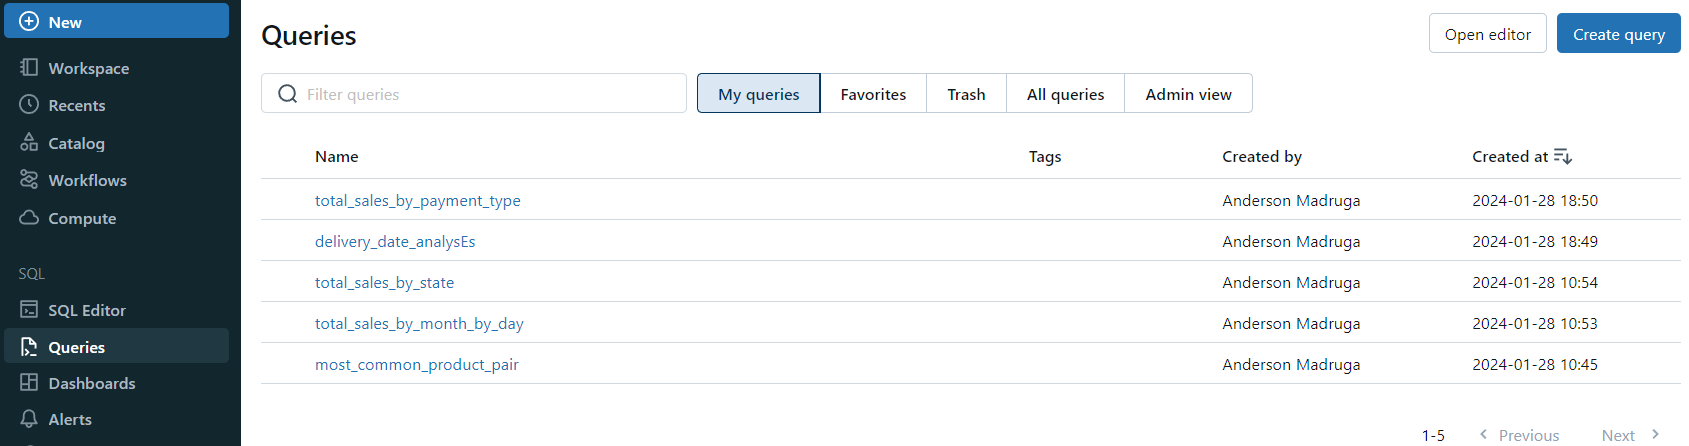 New
Workspace
Recents
Catalog
Workflows
Compute
SQL
SQL Editor
Queries
Dashboards
Alerts
Queries
Open editor
Create query
Filter queries
My queries
Favorites
Trash
All queries
Admin view
Name Tags Created by Created at
total_sales_by_payment_type Anderson Madruga 2024-01-28 18:50
delivery_date_analysEs Anderson Madruga 2024-01-28 18:49
total_sales_by_state Anderson Madruga 2024-01-28 10:54
total_sales_by_month_by_day Anderson Madruga 2024-01-28 10:53
most_common_product_pair Anderson Madruga 2024-01-28 10:45
1-5 Previous Next